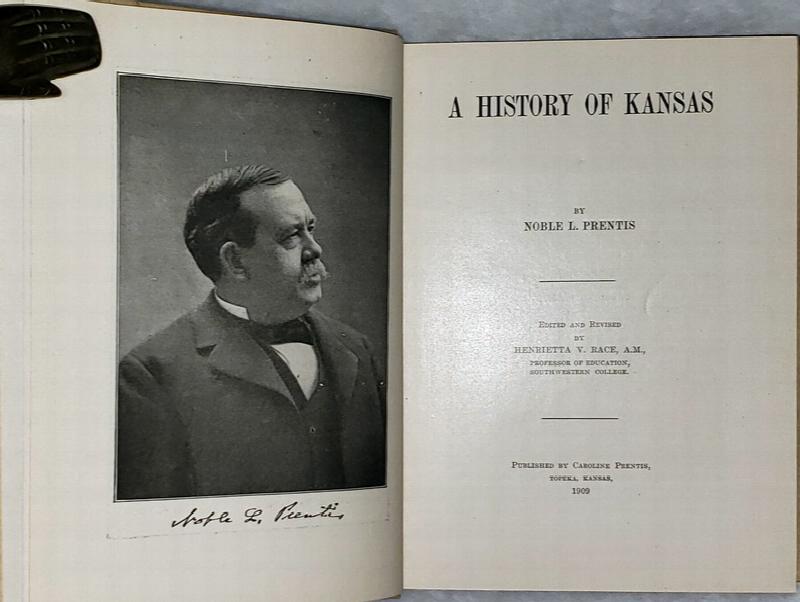 Noble L. Prentis
A HISTORY OF KANSAS
BY
NOBLE L. PRENTIS
EDITED AND REVISED
BY
HENRIETTA V. RACE, A.M.,
PROFESSOR OF EDUCATION,
SOUTHWESTERN COLLEGE.
PUBLISHED BY CAROLINE PRENTIS,
TOPEKA, KANSAS,
1909